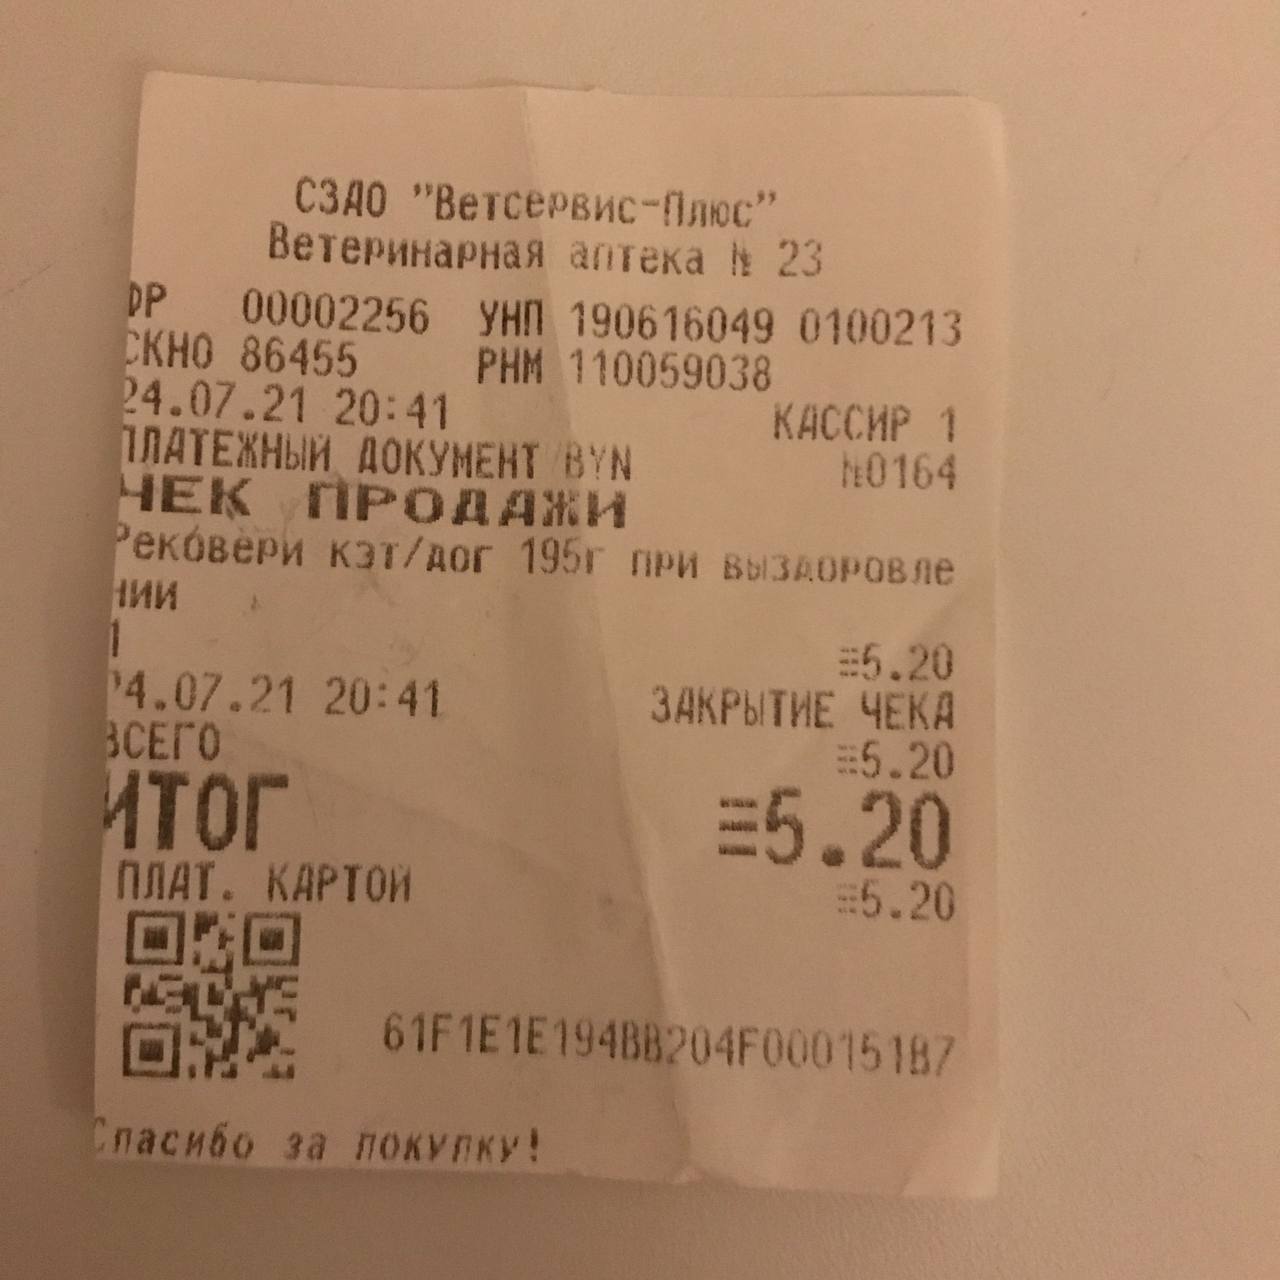 СЗАО "Ветсервис-Плюс"
Ветеринарная аптека № 23
ФР 00002256 УНП 190616049 0100213
СКНО 86455 РНМ 110059038
24.07.21 20:41 КАССИР 1
ПЛАТЕЖНЫЙ ДОКУМЕНТ BYN №0164
ЧЕК ПРОДАЖИ
Рековери кэт/дог 195г при выздоровле
нии
1 ≡5.20
24.07.21 20:41 ЗАКРЫТИЕ ЧЕКА
ВСЕГО ≡5.20
ИТОГ ≡5.20
ПЛАТ. КАРТОЙ ≡5.20
61F1E1E194BB204F000151B7
Спасибо за покупку!